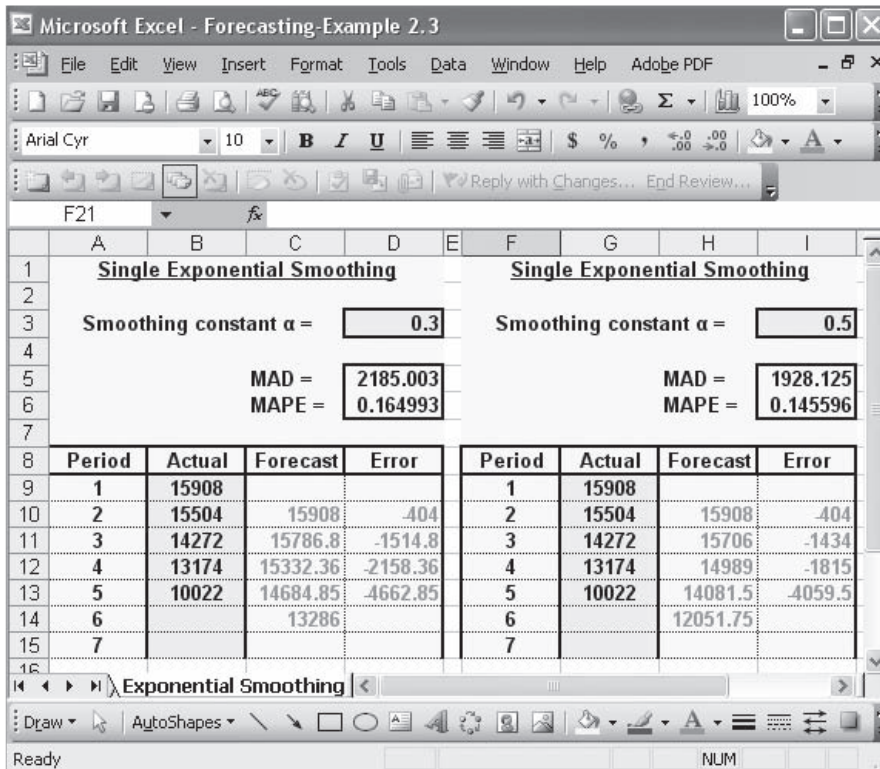 Microsoft Excel - Forecasting-Example 2.3
File Edit View Insert Format Tools Data Window Help Adobe PDF
ABC Σ 100%
Arial Cyr 10 B I U $ % , .00 A
Reply with Changes... End Review...
F21 fx
A B C D E F G H I
1 Single Exponential Smoothing Single Exponential Smoothing
2
3 Smoothing constant α = 0.3 Smoothing constant α = 0.5
4
5 MAD = 2185.003 MAD = 1928.125
6 MAPE = 0.164993 MAPE = 0.145596
7
8 Period Actual Forecast Error Period Actual Forecast Error
9 1 15908 1 15908
10 2 15504 15908 -404 2 15504 15908 -404
11 3 14272 15786.8 -1514.8 3 14272 15706 -1434
12 4 13174 15332.36 -2158.36 4 13174 14989 -1815
13 5 10022 14684.85 -4662.85 5 10022 14081.5 -4059.5
14 6 13286 6 12051.75
15 7 7
16
Exponential Smoothing
Draw AutoShapes A A
Ready NUM